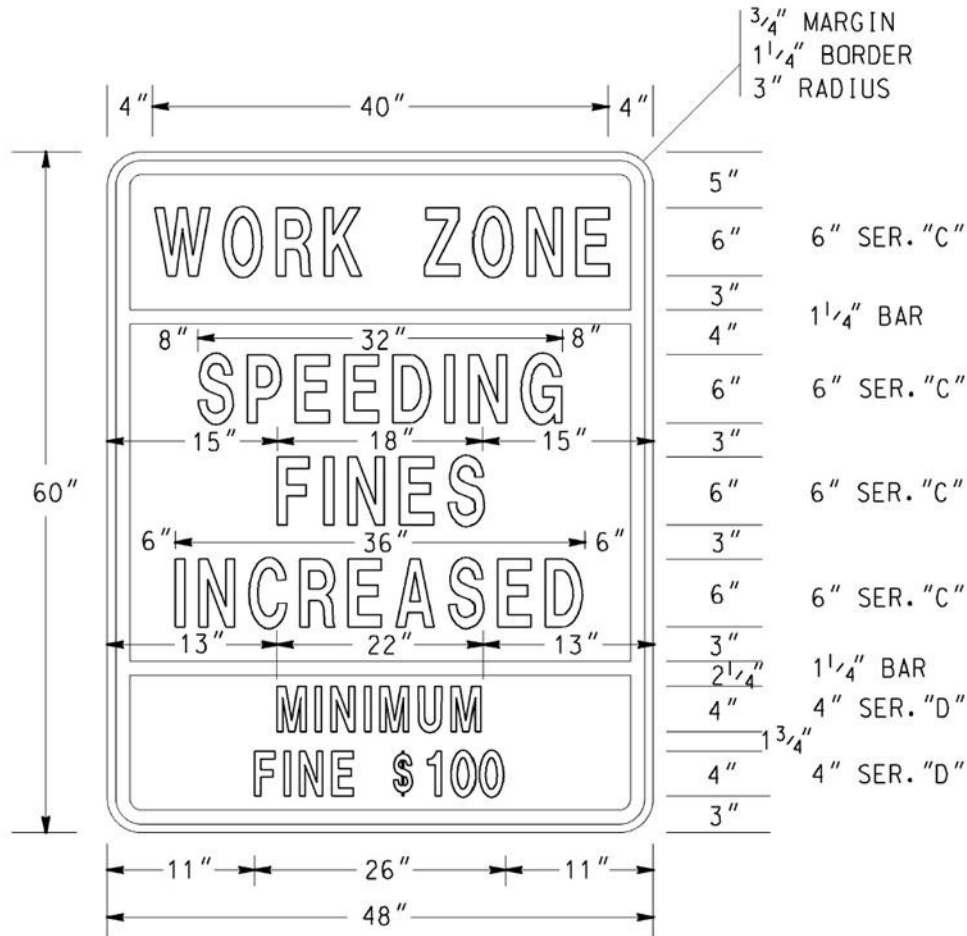 3/4" MARGIN
1 1/4" BORDER
3" RADIUS
4" 40" 4"
5"
WORK ZONE
6" 6" SER. "C"
3"
1 1/4" BAR
4"
8" 32" 8"
SPEEDING
6" 6" SER. "C"
15" 18" 15"
3"
60"
FINES
6" 6" SER. "C"
6" 36" 6"
3"
INCREASED
6" 6" SER. "C"
13" 22" 13"
3"
2 1/4" 1 1/4" BAR
MINIMUM
4" 4" SER. "D"
1 3/4"
FINE $100
4" 4" SER. "D"
3"
11" 26" 11"
48"